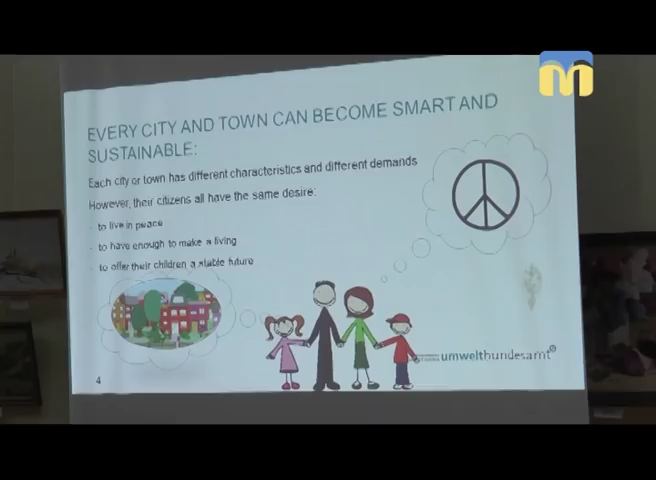 EVERY CITY AND TOWN CAN BECOME SMART AND
SUSTAINABLE:
Each city or town has different characteristics and different demands
However, their citizens all have the same desire:
- to live in peace
- to have enough to make a living
- to offer their children a stable future
umwelthundesamt
4